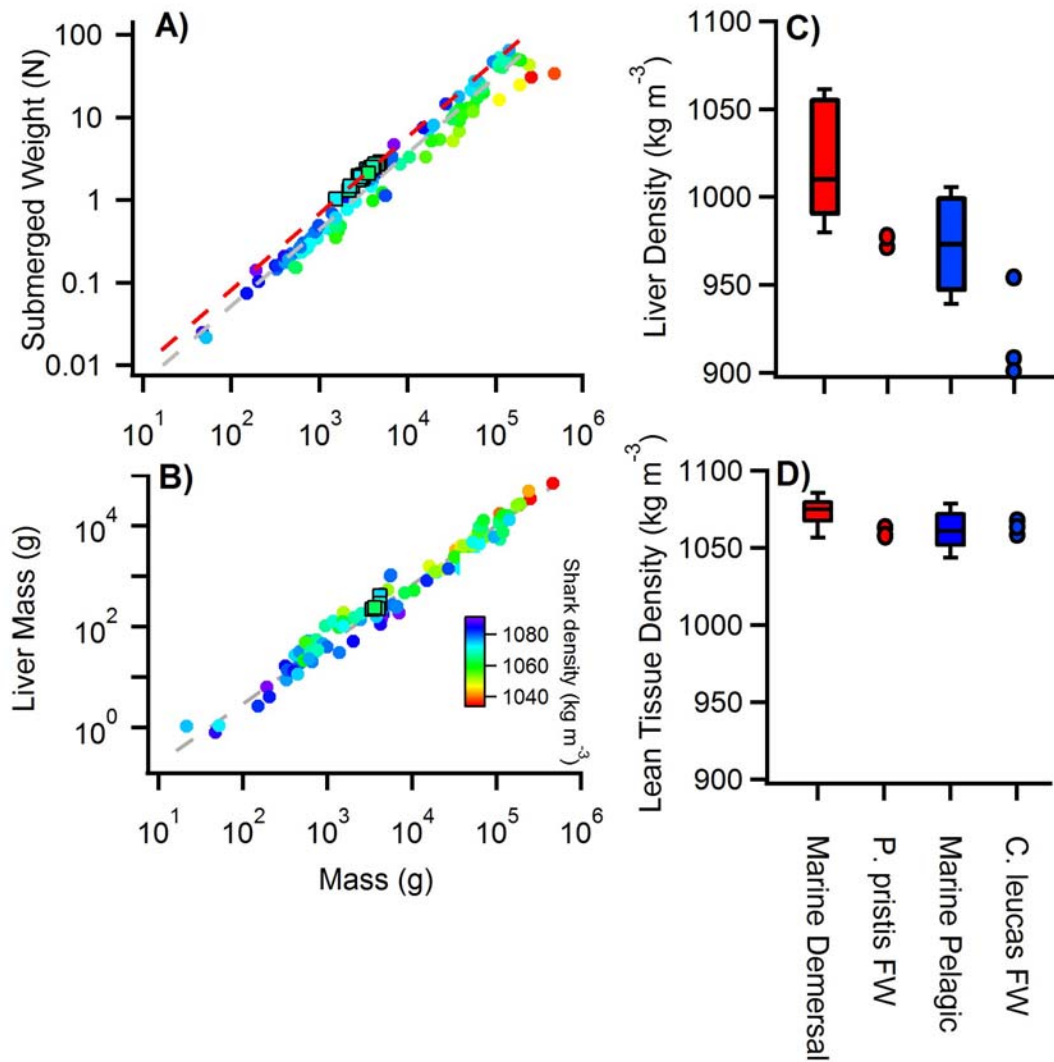 A)
Submerged Weight (N)
100
10
1
0.1
0.01
10¹ 10² 10³ 10⁴ 10⁵ 10⁶
B)
Liver Mass (g)
10⁴
10²
10⁰
Shark density (kg m⁻³)
1080
1060
1040
10¹ 10² 10³ 10⁴ 10⁵ 10⁶
Mass (g)
C)
Liver Density (kg m⁻³)
1100
1050
1000
950
900
D)
Lean Tissue Density (kg m⁻³)
1100
1050
1000
950
900
Marine Demersal
P. pristis FW
Marine Pelagic
C. leucas FW